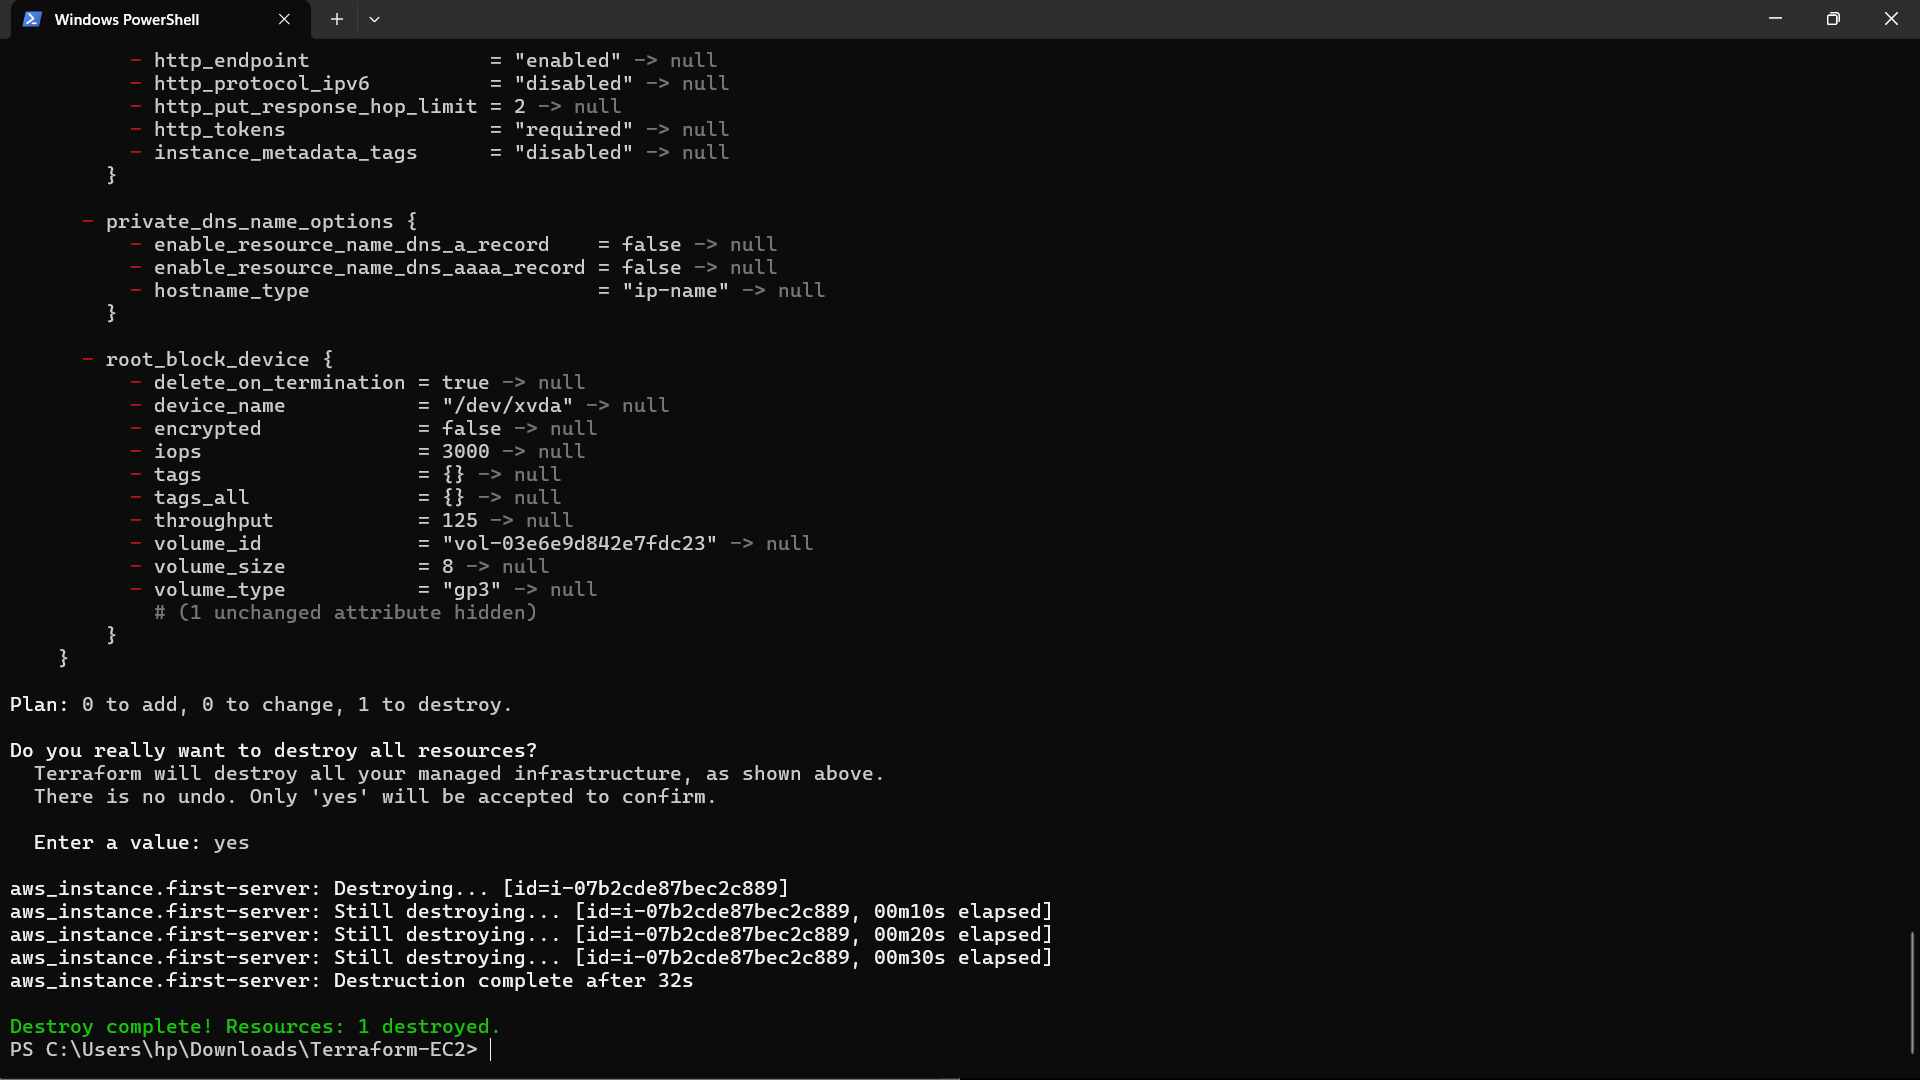 Windows PowerShell
          - http_endpoint               = "enabled" -> null
          - http_protocol_ipv6          = "disabled" -> null
          - http_put_response_hop_limit = 2 -> null
          - http_tokens                 = "required" -> null
          - instance_metadata_tags      = "disabled" -> null
        }
      - private_dns_name_options {
          - enable_resource_name_dns_a_record    = false -> null
          - enable_resource_name_dns_aaaa_record = false -> null
          - hostname_type                        = "ip-name" -> null
        }
      - root_block_device {
          - delete_on_termination = true -> null
          - device_name           = "/dev/xvda" -> null
          - encrypted             = false -> null
          - iops                  = 3000 -> null
          - tags                  = {} -> null
          - tags_all              = {} -> null
          - throughput            = 125 -> null
          - volume_id             = "vol-03e6e9d842e7fdc23" -> null
          - volume_size           = 8 -> null
          - volume_type           = "gp3" -> null
            # (1 unchanged attribute hidden)
        }
    }
Plan: 0 to add, 0 to change, 1 to destroy.
Do you really want to destroy all resources?
  Terraform will destroy all your managed infrastructure, as shown above.
  There is no undo. Only 'yes' will be accepted to confirm.
  Enter a value: yes
aws_instance.first-server: Destroying... [id=i-07b2cde87bec2c889]
aws_instance.first-server: Still destroying... [id=i-07b2cde87bec2c889, 00m10s elapsed]
aws_instance.first-server: Still destroying... [id=i-07b2cde87bec2c889, 00m20s elapsed]
aws_instance.first-server: Still destroying... [id=i-07b2cde87bec2c889, 00m30s elapsed]
aws_instance.first-server: Destruction complete after 32s
Destroy complete! Resources: 1 destroyed.
PS C:\Users\hp\Downloads\Terraform-EC2>